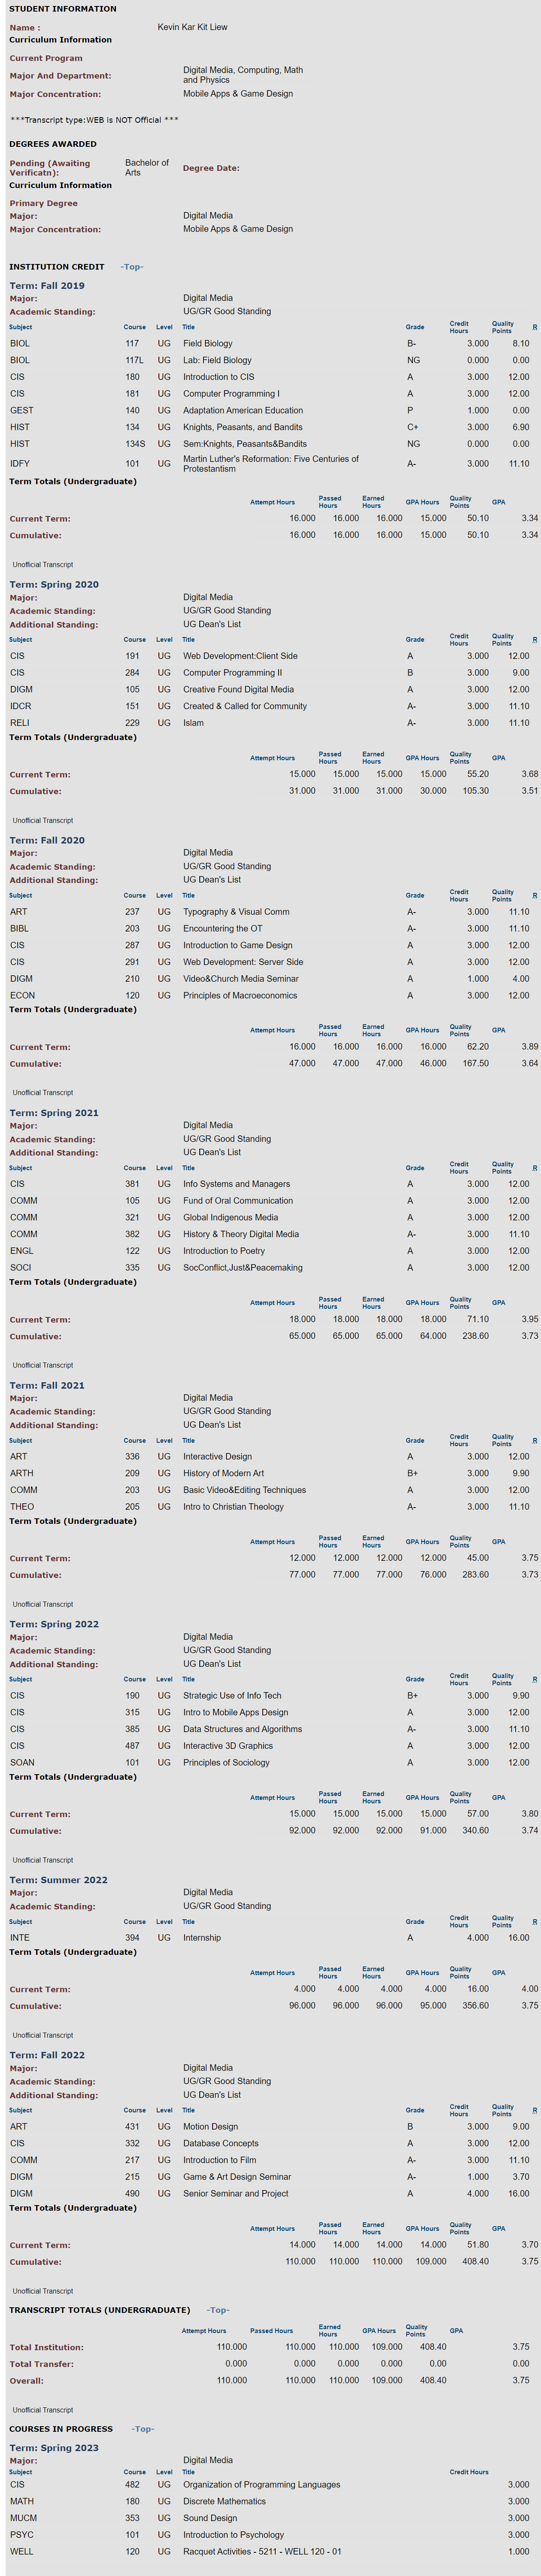 STUDENT INFORMATION
Name : Kevin Kar Kit Liew
Curriculum Information
Current Program
Major And Department: Digital Media, Computing, Math
and Physics
Major Concentration: Mobile Apps & Game Design
***Transcript type:WEB is NOT Official ***
DEGREES AWARDED
Pending (Awaiting Bachelor of Degree Date:
Verificatn): Arts
Curriculum Information
Primary Degree
Major: Digital Media
Major Concentration: Mobile Apps & Game Design
INSTITUTION CREDIT -Top-
Term: Fall 2019
Major: Digital Media
Academic Standing: UG/GR Good Standing
Subject Course Level Title Grade Credit Hours Quality Points R
BIOL 117 UG Field Biology B- 3.000 8.10
BIOL 117L UG Lab: Field Biology NG 0.000 0.00
CIS 180 UG Introduction to CIS A 3.000 12.00
CIS 181 UG Computer Programming I A 3.000 12.00
GEST 140 UG Adaptation American Education P 1.000 0.00
HIST 134 UG Knights, Peasants, and Bandits C+ 3.000 6.90
HIST 134S UG Sem:Knights, Peasants&Bandits NG 0.000 0.00
IDFY 101 UG Martin Luther's Reformation: Five Centuries of Protestantism A- 3.000 11.10
Term Totals (Undergraduate)
Attempt Hours Passed Hours Earned Hours GPA Hours Quality Points GPA
Current Term: 16.000 16.000 16.000 15.000 50.10 3.34
Cumulative: 16.000 16.000 16.000 15.000 50.10 3.34
Unofficial Transcript
Term: Spring 2020
Major: Digital Media
Academic Standing: UG/GR Good Standing
Additional Standing: UG Dean's List
Subject Course Level Title Grade Credit Hours Quality Points R
CIS 191 UG Web Development:Client Side A 3.000 12.00
CIS 284 UG Computer Programming II B 3.000 9.00
DIGM 105 UG Creative Found Digital Media A 3.000 12.00
IDCR 151 UG Created & Called for Community A- 3.000 11.10
RELI 229 UG Islam A- 3.000 11.10
Term Totals (Undergraduate)
Attempt Hours Passed Hours Earned Hours GPA Hours Quality Points GPA
Current Term: 15.000 15.000 15.000 15.000 55.20 3.68
Cumulative: 31.000 31.000 31.000 30.000 105.30 3.51
Unofficial Transcript
Term: Fall 2020
Major: Digital Media
Academic Standing: UG/GR Good Standing
Additional Standing: UG Dean's List
Subject Course Level Title Grade Credit Hours Quality Points R
ART 237 UG Typography & Visual Comm A- 3.000 11.10
BIBL 203 UG Encountering the OT A- 3.000 11.10
CIS 287 UG Introduction to Game Design A 3.000 12.00
CIS 291 UG Web Development: Server Side A 3.000 12.00
DIGM 210 UG Video&Church Media Seminar A 1.000 4.00
ECON 120 UG Principles of Macroeconomics A 3.000 12.00
Term Totals (Undergraduate)
Attempt Hours Passed Hours Earned Hours GPA Hours Quality Points GPA
Current Term: 16.000 16.000 16.000 16.000 62.20 3.89
Cumulative: 47.000 47.000 47.000 46.000 167.50 3.64
Unofficial Transcript
Term: Spring 2021
Major: Digital Media
Academic Standing: UG/GR Good Standing
Additional Standing: UG Dean's List
Subject Course Level Title Grade Credit Hours Quality Points R
CIS 381 UG Info Systems and Managers A 3.000 12.00
COMM 105 UG Fund of Oral Communication A 3.000 12.00
COMM 321 UG Global Indigenous Media A 3.000 12.00
COMM 382 UG History & Theory Digital Media A- 3.000 11.10
ENGL 122 UG Introduction to Poetry A 3.000 12.00
SOCI 335 UG SocConflict,Just&Peacemaking A 3.000 12.00
Term Totals (Undergraduate)
Attempt Hours Passed Hours Earned Hours GPA Hours Quality Points GPA
Current Term: 18.000 18.000 18.000 18.000 71.10 3.95
Cumulative: 65.000 65.000 65.000 64.000 238.60 3.73
Unofficial Transcript
Term: Fall 2021
Major: Digital Media
Academic Standing: UG/GR Good Standing
Additional Standing: UG Dean's List
Subject Course Level Title Grade Credit Hours Quality Points R
ART 336 UG Interactive Design A 3.000 12.00
ARTH 209 UG History of Modern Art B+ 3.000 9.90
COMM 203 UG Basic Video&Editing Techniques A 3.000 12.00
THEO 205 UG Intro to Christian Theology A- 3.000 11.10
Term Totals (Undergraduate)
Attempt Hours Passed Hours Earned Hours GPA Hours Quality Points GPA
Current Term: 12.000 12.000 12.000 12.000 45.00 3.75
Cumulative: 77.000 77.000 77.000 76.000 283.60 3.73
Unofficial Transcript
Term: Spring 2022
Major: Digital Media
Academic Standing: UG/GR Good Standing
Additional Standing: UG Dean's List
Subject Course Level Title Grade Credit Hours Quality Points R
CIS 190 UG Strategic Use of Info Tech B+ 3.000 9.90
CIS 315 UG Intro to Mobile Apps Design A 3.000 12.00
CIS 385 UG Data Structures and Algorithms A- 3.000 11.10
CIS 487 UG Interactive 3D Graphics A 3.000 12.00
SOAN 101 UG Principles of Sociology A 3.000 12.00
Term Totals (Undergraduate)
Attempt Hours Passed Hours Earned Hours GPA Hours Quality Points GPA
Current Term: 15.000 15.000 15.000 15.000 57.00 3.80
Cumulative: 92.000 92.000 92.000 91.000 340.60 3.74
Unofficial Transcript
Term: Summer 2022
Major: Digital Media
Academic Standing: UG/GR Good Standing
Subject Course Level Title Grade Credit Hours Quality Points R
INTE 394 UG Internship A 4.000 16.00
Term Totals (Undergraduate)
Attempt Hours Passed Hours Earned Hours GPA Hours Quality Points GPA
Current Term: 4.000 4.000 4.000 4.000 16.00 4.00
Cumulative: 96.000 96.000 96.000 95.000 356.60 3.75
Unofficial Transcript
Term: Fall 2022
Major: Digital Media
Academic Standing: UG/GR Good Standing
Additional Standing: UG Dean's List
Subject Course Level Title Grade Credit Hours Quality Points R
ART 431 UG Motion Design B 3.000 9.00
CIS 332 UG Database Concepts A 3.000 12.00
COMM 217 UG Introduction to Film A- 3.000 11.10
DIGM 215 UG Game & Art Design Seminar A- 1.000 3.70
DIGM 490 UG Senior Seminar and Project A 4.000 16.00
Term Totals (Undergraduate)
Attempt Hours Passed Hours Earned Hours GPA Hours Quality Points GPA
Current Term: 14.000 14.000 14.000 14.000 51.80 3.70
Cumulative: 110.000 110.000 110.000 109.000 408.40 3.75
Unofficial Transcript
TRANSCRIPT TOTALS (UNDERGRADUATE) -Top-
Attempt Hours Passed Hours Earned Hours GPA Hours Quality Points GPA
Total Institution: 110.000 110.000 110.000 109.000 408.40 3.75
Total Transfer: 0.000 0.000 0.000 0.000 0.00 0.00
Overall: 110.000 110.000 110.000 109.000 408.40 3.75
Unofficial Transcript
COURSES IN PROGRESS -Top-
Term: Spring 2023
Major: Digital Media
Subject Course Level Title Credit Hours
CIS 482 UG Organization of Programming Languages 3.000
MATH 180 UG Discrete Mathematics 3.000
MUCM 353 UG Sound Design 3.000
PSYC 101 UG Introduction to Psychology 3.000
WELL 120 UG Racquet Activities - 5211 - WELL 120 - 01 1.000